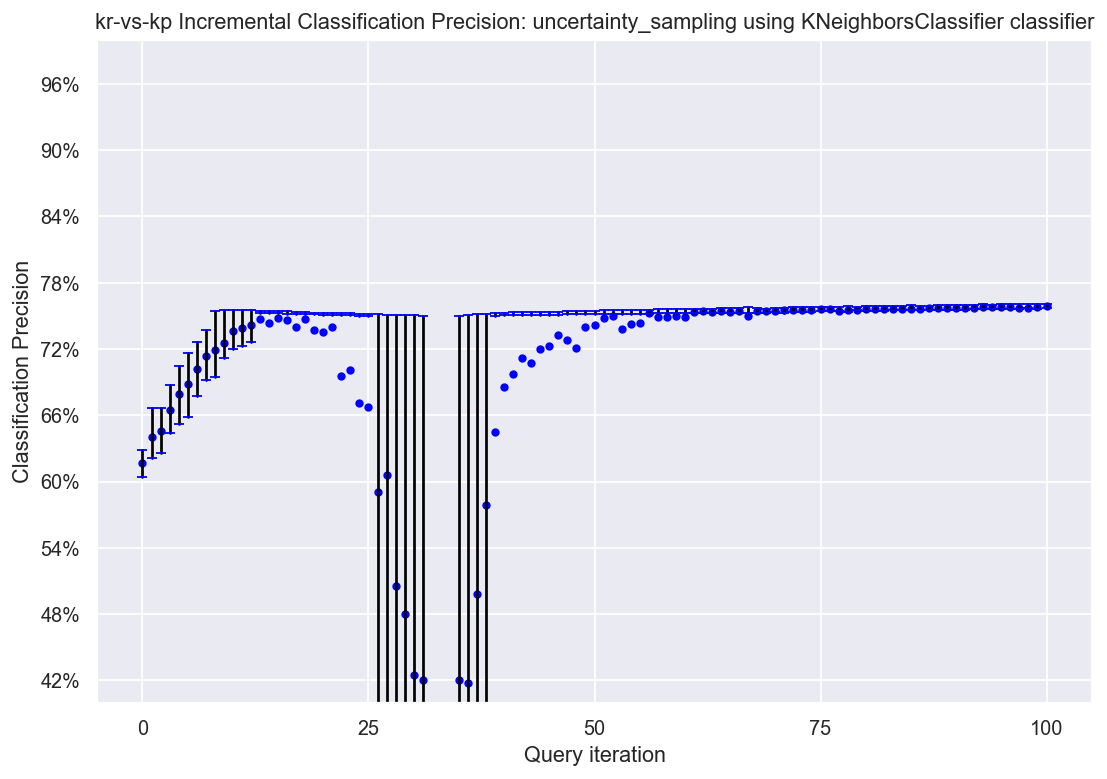 kr-vs-kp Incremental Classification Precision: uncertainty_sampling using KNeighborsClassifier classifier
96%
90%
84%
78%
72%
66%
60%
54%
48%
42%
Classification Precision
0 25 50 75 100
Query iteration